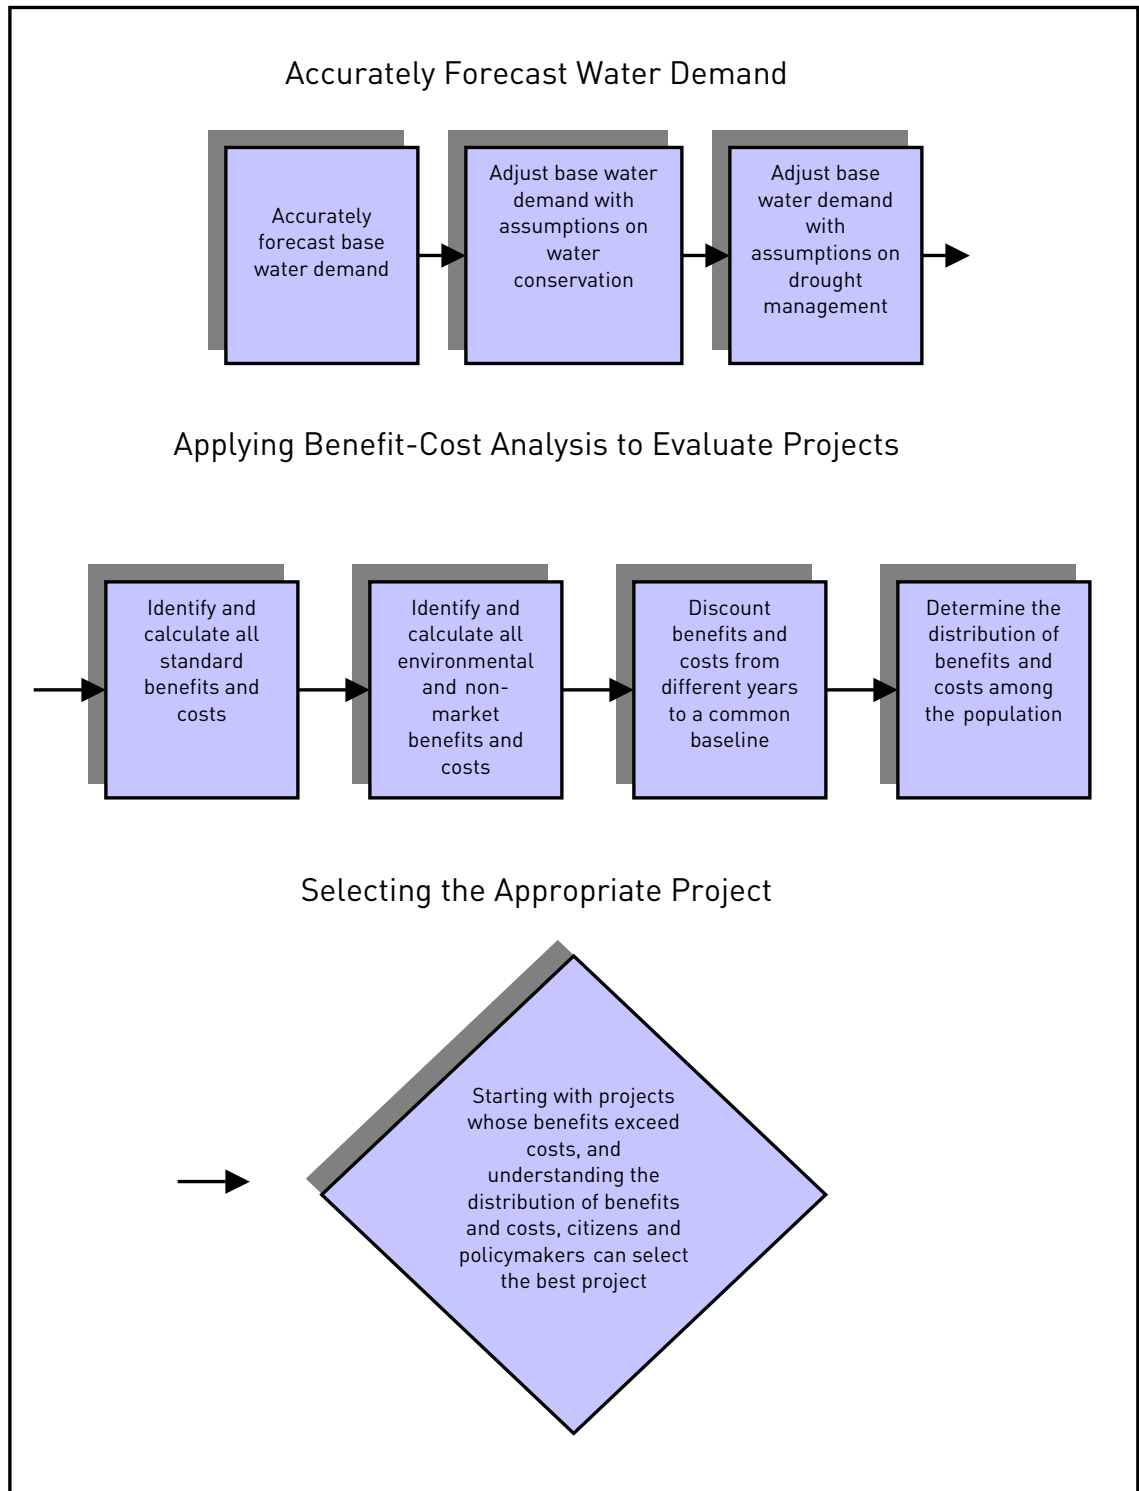 Accurately Forecast Water Demand
Accurately
forecast base
water demand
Adjust base water
demand with
assumptions on
water
conservation
Adjust base
water demand
with
assumptions on
drought
management
Applying Benefit-Cost Analysis to Evaluate Projects
Identify and
calculate all
standard
benefits and
costs
Identify and
calculate all
environmental
and non-
market
benefits and
costs
Discount
benefits and
costs from
different years
to a common
baseline
Determine the
distribution of
benefits and
costs among
the population
Selecting the Appropriate Project
Starting with projects
whose benefits exceed
costs, and
understanding the
distribution of benefits
and costs, citizens and
policymakers can select
the best project